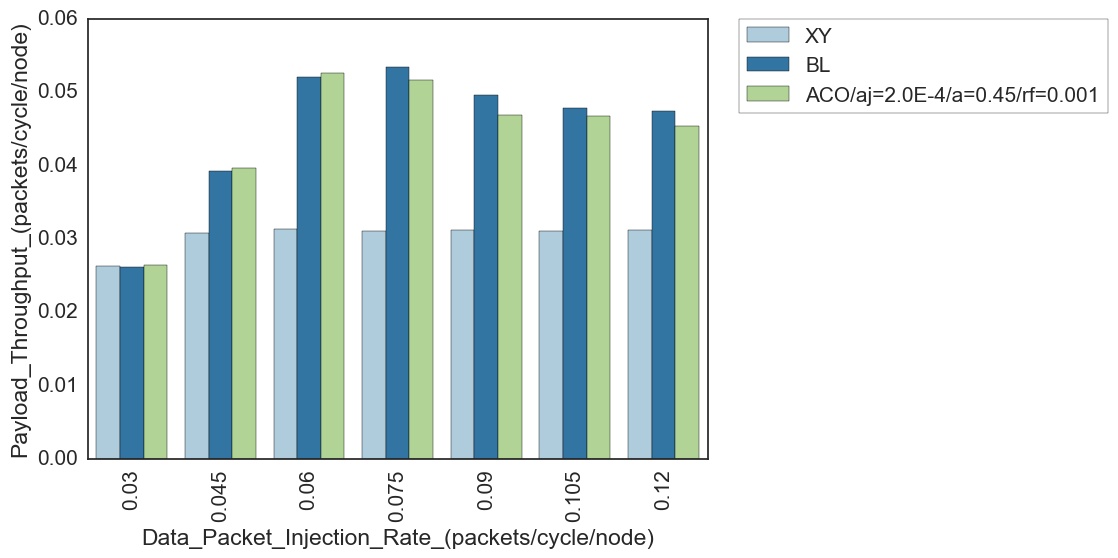 Payload_Throughput_(packets/cycle/node)
0.06
0.05
0.04
0.03
0.02
0.01
0.00
0.03
0.045
0.06
0.075
0.09
0.105
0.12
Data_Packet_Injection_Rate_(packets/cycle/node)
XY
BL
ACO/aj=2.0E-4/a=0.45/rf=0.001